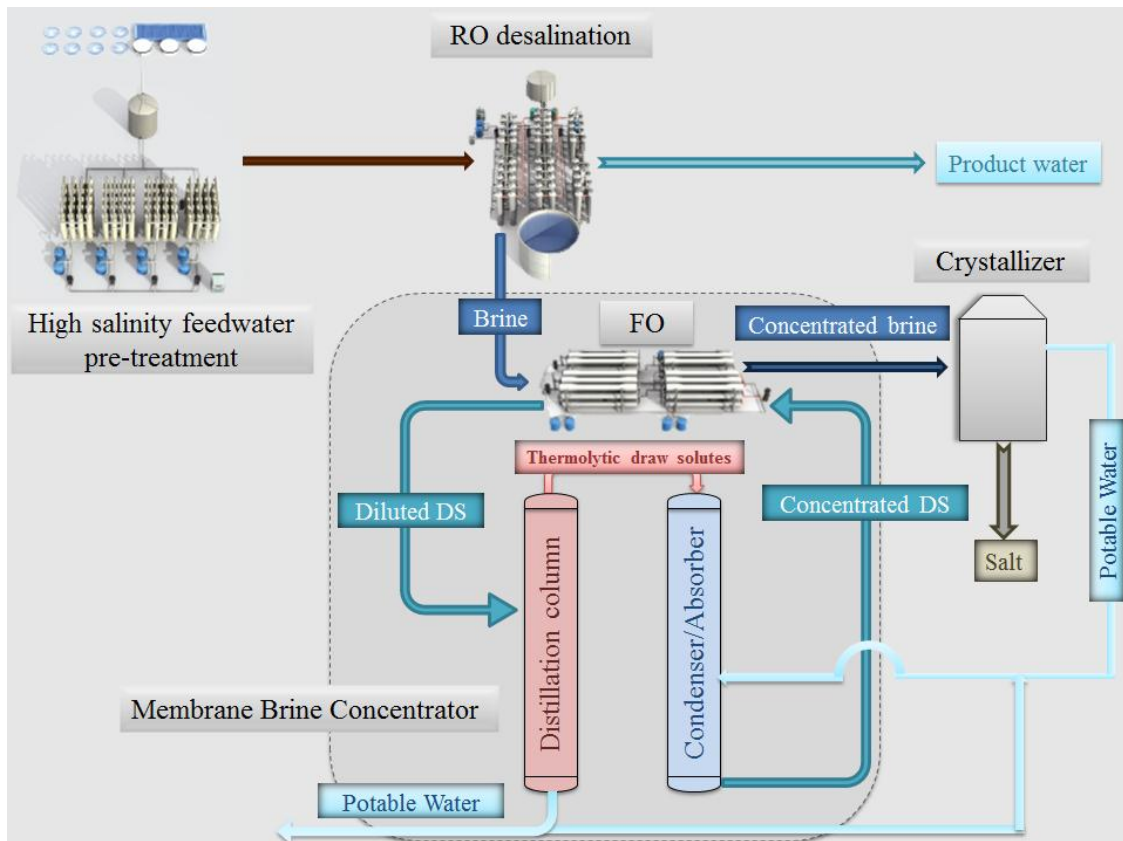 RO desalination
Product water
High salinity feedwater
pre-treatment
Crystallizer
Brine
FO
Concentrated brine
Thermolytic draw solutes
Diluted DS
Concentrated DS
Potable Water
Salt
Distillation column
Condenser/Absorber
Membrane Brine Concentrator
Potable Water